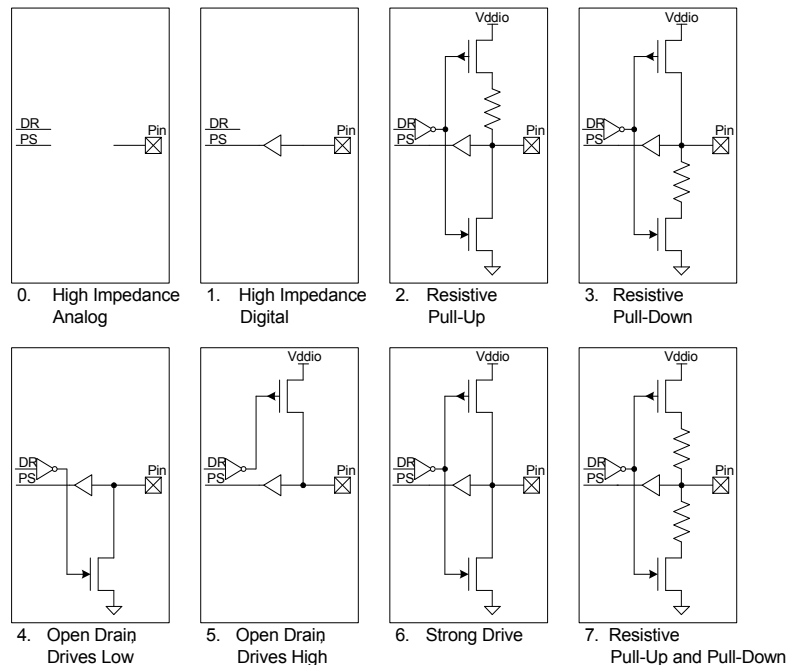 Vddio
Vddio
DR
PS
Pin
DR
PS
Pin
DR
PS
Pin
DR
PS
Pin
0. High Impedance
Analog
1. High Impedance
Digital
2. Resistive
Pull-Up
3. Resistive
Pull-Down
Vddio
Vddio
Vddio
DR
PS
Pin
DR
PS
Pin
DR
PS
Pin
DR
PS
Pin
4. Open Drain,
Drives Low
5. Open Drain,
Drives High
6. Strong Drive
7. Resistive
Pull-Up and Pull-Down